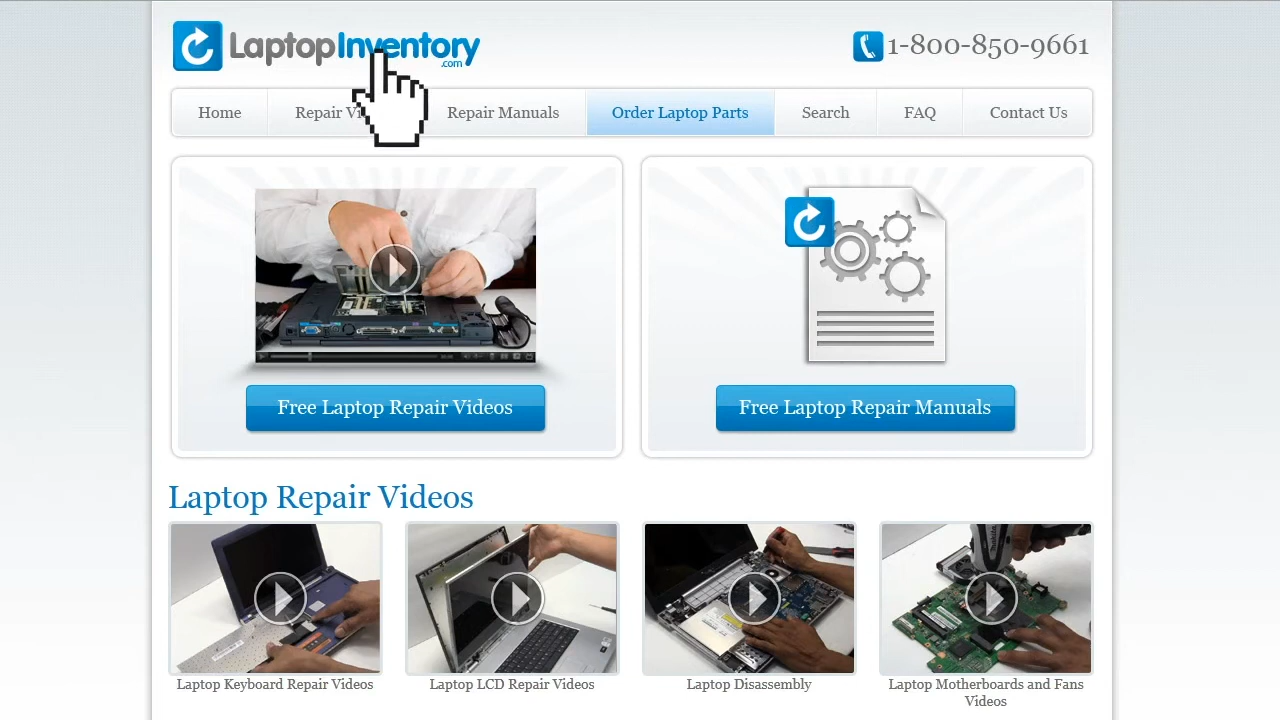 LaptopInventory
.com
1-800-850-9661
Home
Repair Vi
Repair Manuals
Order Laptop Parts
Search
FAQ
Contact Us
Free Laptop Repair Videos
Free Laptop Repair Manuals
Laptop Repair Videos
Laptop Keyboard Repair Videos
Laptop LCD Repair Videos
Laptop Disassembly
Laptop Motherboards and Fans
Videos